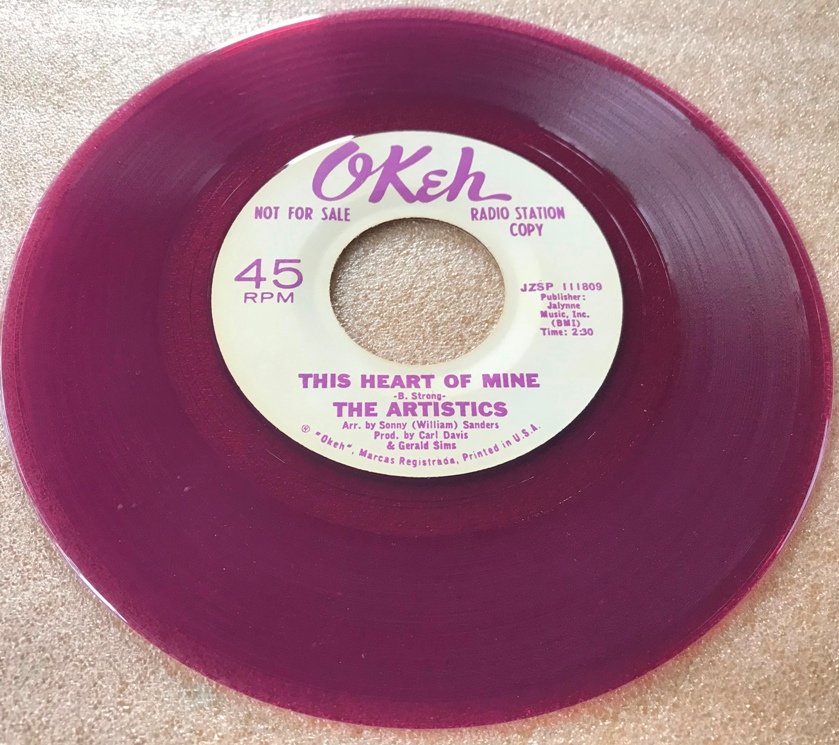 OKeh
NOT FOR SALE
RADIO STATION
COPY
45
RPM
JZSP 111809
Publisher:
Jalynne
Music, Inc.
(BMI)
Time: 2:30
THIS HEART OF MINE
-B. Strong-
THE ARTISTICS
Arr. by Sonny (William) Sanders
Prod. by Carl Davis
& Gerald Sims
℗ "Okeh", Marcas Registrada, Printed in U.S.A.